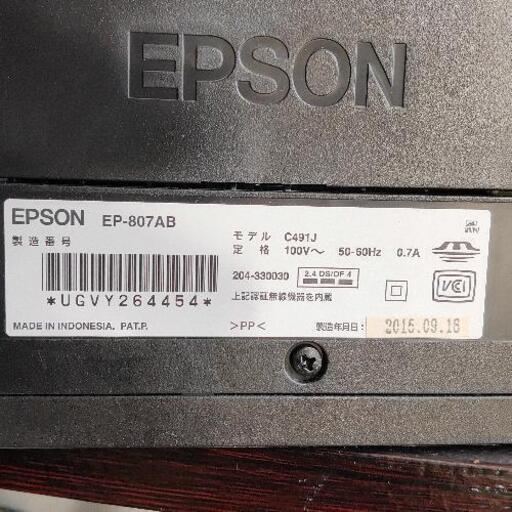 EPSON
EPSON EP-807AB
製造番号
*UGVY264454*
MADE IN INDONESIA, PAT.P.
モデル C491J
定格 100V～ 50-60Hz 0.7A
204-330030 2.4 DS/OF 4
上記認証無線機器を内蔵
>PP<
製造年月日: 2015.09.16
VCI